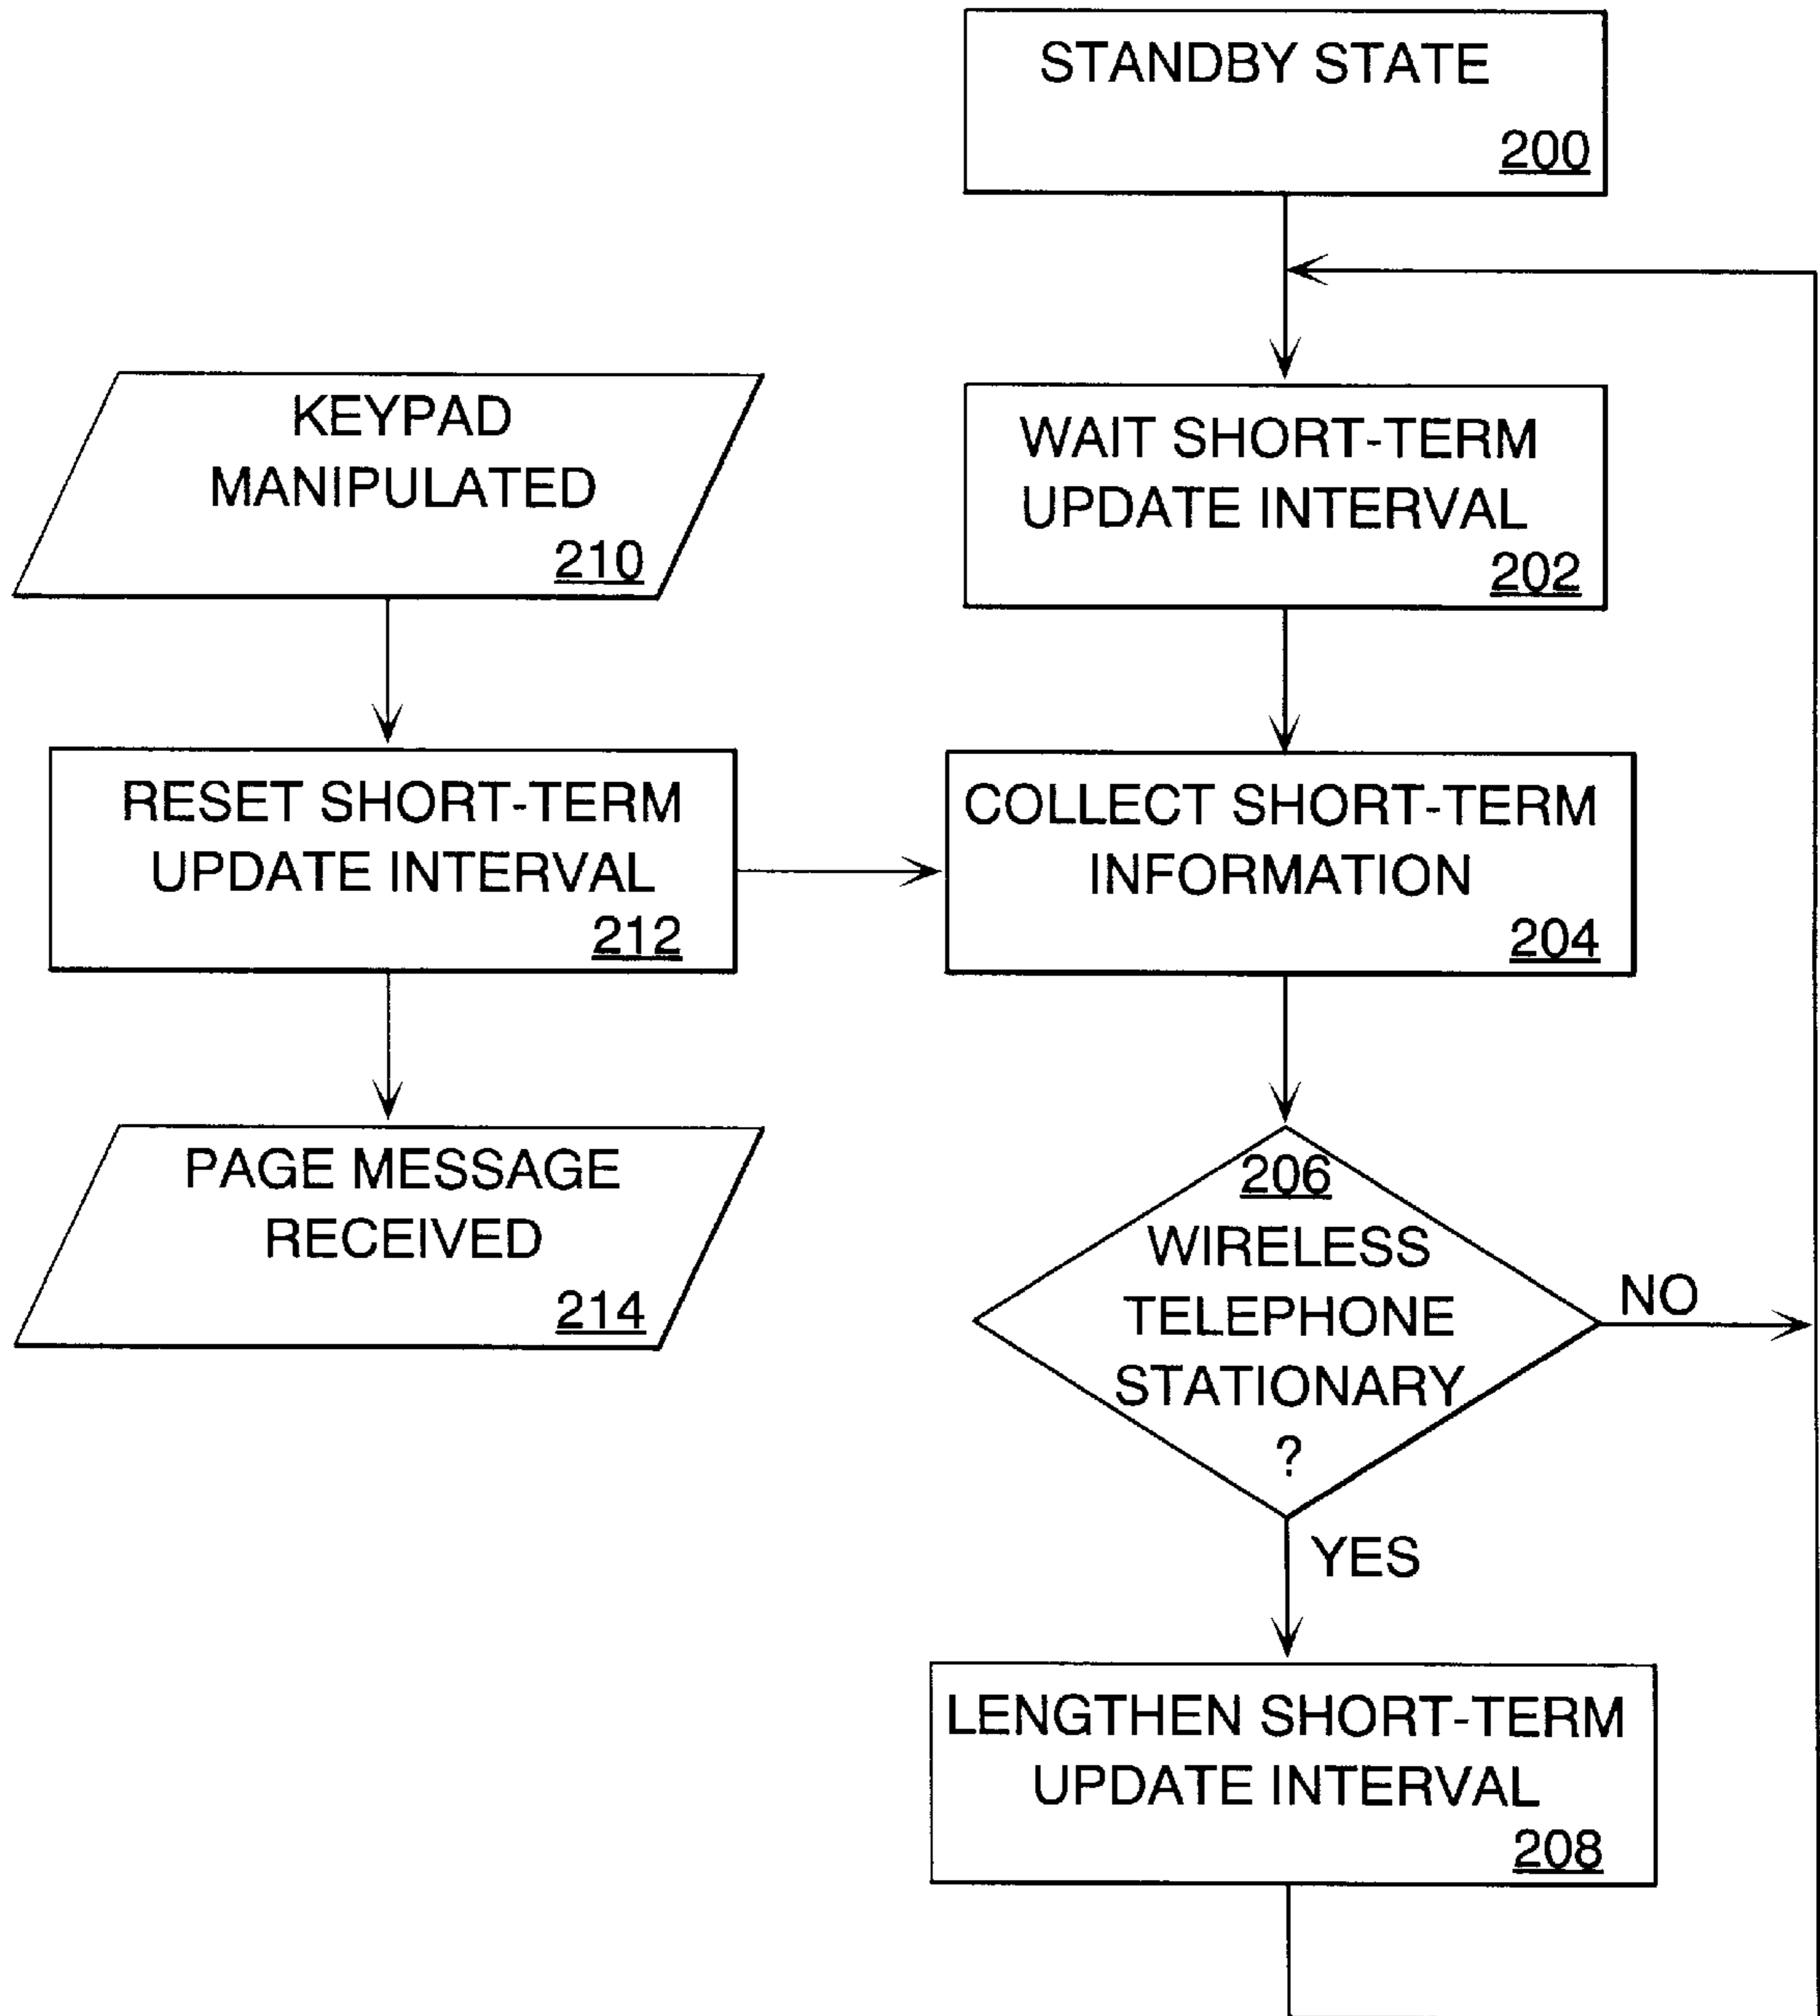 STANDBY STATE
200
KEYPAD
MANIPULATED
210
WAIT SHORT-TERM
UPDATE INTERVAL
202
RESET SHORT-TERM
UPDATE INTERVAL
212
COLLECT SHORT-TERM
INFORMATION
204
PAGE MESSAGE
RECEIVED
214
206
WIRELESS
TELEPHONE
STATIONARY
?
NO
YES
LENGTHEN SHORT-TERM
UPDATE INTERVAL
208